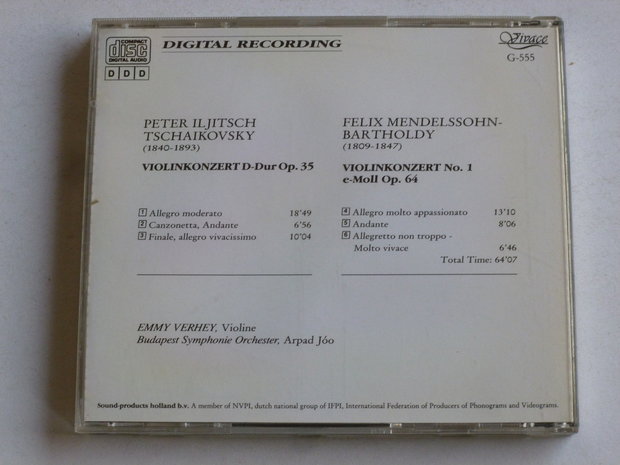 COMPACT
disc
DIGITAL AUDIO
D D D
DIGITAL RECORDING
Vivace
G-555
PETER ILJITSCH
TSCHAIKOVSKY
(1840-1893)
VIOLINKONZERT D-Dur Op. 35
1 Allegro moderato 18'49
2 Canzonetta, Andante 6'56
3 Finale, allegro vivacissimo 10'04
FELIX MENDELSSOHN-
BARTHOLDY
(1809-1847)
VIOLINKONZERT No. 1
e-Moll Op. 64
4 Allegro molto appassionato 13'10
5 Andante 8'06
6 Allegretto non troppo -
Molto vivace 6'46
Total Time: 64'07
EMMY VERHEY, Violine
Budapest Symphonie Orchester, Arpad Jóo
Sound-products holland b.v. A member of NVPI, dutch national group of IFPI, International Federation of Producers of Phonograms and Videograms.